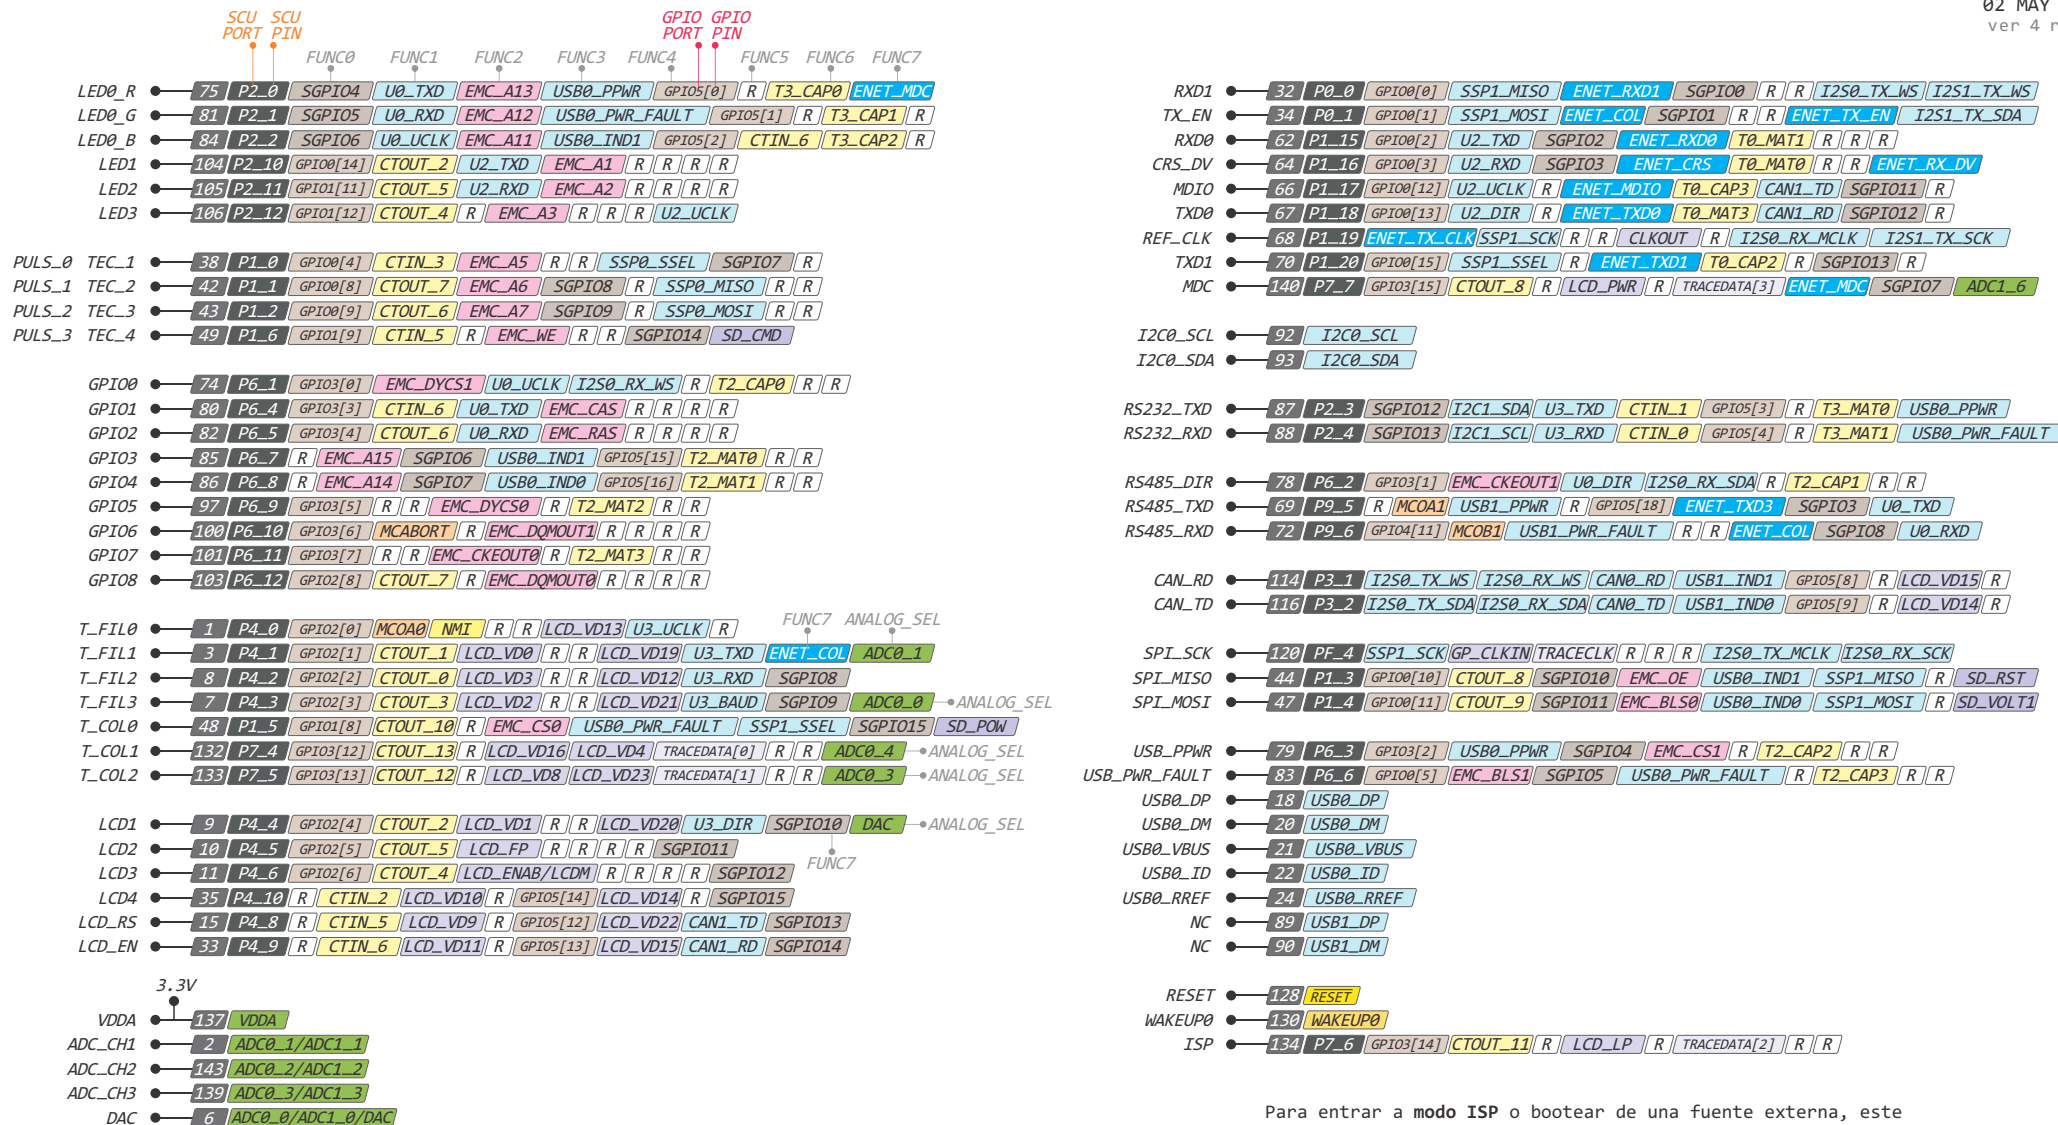 SCU PORT SCU PIN GPIO PORT GPIO PIN
FUNC0 FUNC1 FUNC2 FUNC3 FUNC4 FUNC5 FUNC6 FUNC7
LED0_R 75 P2_0 SGPIO4 U0_TXD EMC_A13 USB0_PPWR GPIO5[0] R T3_CAP0 ENET_MDC
LED0_G 81 P2_1 SGPIO5 U0_RXD EMC_A12 USB0_PWR_FAULT GPIO5[1] R T3_CAP1 R
LED0_B 84 P2_2 SGPIO6 U0_UCLK EMC_A11 USB0_IND1 GPIO5[2] CTIN_6 T3_CAP2 R
LED1 104 P2_10 GPIO0[14] CTOUT_2 U2_TXD EMC_A1 R R R R
LED2 105 P2_11 GPIO1[11] CTOUT_5 U2_RXD EMC_A2 R R R R
LED3 106 P2_12 GPIO1[12] CTOUT_4 R EMC_A3 R R R U2_UCLK
PULS_0 TEC_1 38 P1_0 GPIO0[4] CTIN_3 EMC_A5 R R SSP0_SSEL SGPIO7 R
PULS_1 TEC_2 42 P1_1 GPIO0[8] CTOUT_7 EMC_A6 SGPIO8 R SSP0_MISO R R
PULS_2 TEC_3 43 P1_2 GPIO0[9] CTOUT_6 EMC_A7 SGPIO9 R SSP0_MOSI R R
PULS_3 TEC_4 49 P1_6 GPIO1[9] CTIN_5 R EMC_WE R R SGPIO14 SD_CMD
GPIO0 74 P6_1 GPIO3[0] EMC_DYCS1 U0_UCLK I2S0_RX_WS R T2_CAP0 R R
GPIO1 80 P6_4 GPIO3[3] CTIN_6 U0_TXD EMC_CAS R R R R
GPIO2 82 P6_5 GPIO3[4] CTOUT_6 U0_RXD EMC_RAS R R R R
GPIO3 85 P6_7 R EMC_A15 SGPIO6 USB0_IND1 GPIO5[15] T2_MAT0 R R
GPIO4 86 P6_8 R EMC_A14 SGPIO7 USB0_IND0 GPIO5[16] T2_MAT1 R R
GPIO5 97 P6_9 GPIO3[5] R R EMC_DYCS0 R T2_MAT2 R R
GPIO6 100 P6_10 GPIO3[6] MCABORT R EMC_DQMOUT1 R R R R
GPIO7 101 P6_11 GPIO3[7] R R EMC_CKEOUT0 R T2_MAT3 R R
GPIO8 103 P6_12 GPIO2[8] CTOUT_7 R EMC_DQMOUT0 R R R R
FUNC7 ANALOG_SEL
T_FIL0 1 P4_0 GPIO2[0] MCOA0 NMI R R LCD_VD13 U3_UCLK R
T_FIL1 3 P4_1 GPIO2[1] CTOUT_1 LCD_VD0 R R LCD_VD19 U3_TXD ENET_COL ADC0_1
T_FIL2 8 P4_2 GPIO2[2] CTOUT_0 LCD_VD3 R R LCD_VD12 U3_RXD SGPIO8
T_FIL3 7 P4_3 GPIO2[3] CTOUT_3 LCD_VD2 R R LCD_VD21 U3_BAUD SGPIO9 ADC0_0 ANALOG_SEL
T_COL0 48 P1_5 GPIO1[8] CTOUT_10 R EMC_CS0 USB0_PWR_FAULT SSP1_SSEL SGPIO15 SD_POW
T_COL1 132 P7_4 GPIO3[12] CTOUT_13 R LCD_VD16 LCD_VD4 TRACEDATA[0] R R ADC0_4 ANALOG_SEL
T_COL2 133 P7_5 GPIO3[13] CTOUT_12 R LCD_VD8 LCD_VD23 TRACEDATA[1] R R ADC0_3 ANALOG_SEL
LCD1 9 P4_4 GPIO2[4] CTOUT_2 LCD_VD1 R R LCD_VD20 U3_DIR SGPIO10 DAC ANALOG_SEL
LCD2 10 P4_5 GPIO2[5] CTOUT_5 LCD_FP R R R R SGPIO11
FUNC7
LCD3 11 P4_6 GPIO2[6] CTOUT_4 LCD_ENAB/LCDM R R R R SGPIO12
LCD4 35 P4_10 R CTIN_2 LCD_VD10 R GPIO5[14] LCD_VD14 R SGPIO15
LCD_RS 15 P4_8 R CTIN_5 LCD_VD9 R GPIO5[12] LCD_VD22 CAN1_TD SGPIO13
LCD_EN 33 P4_9 R CTIN_6 LCD_VD11 R GPIO5[13] LCD_VD15 CAN1_RD SGPIO14
3.3V
VDDA 137 VDDA
ADC_CH1 2 ADC0_1/ADC1_1
ADC_CH2 143 ADC0_2/ADC1_2
ADC_CH3 139 ADC0_3/ADC1_3
DAC 6 ADC0_0/ADC1_0/DAC
02 MAY
ver 4 r
RXD1 32 P0_0 GPIO0[0] SSP1_MISO ENET_RXD1 SGPIO0 R R I2S0_TX_WS I2S1_TX_WS
TX_EN 34 P0_1 GPIO0[1] SSP1_MOSI ENET_COL SGPIO1 R R ENET_TX_EN I2S1_TX_SDA
RXD0 62 P1_15 GPIO0[2] U2_TXD SGPIO2 ENET_RXD0 T0_MAT1 R R R
CRS_DV 64 P1_16 GPIO0[3] U2_RXD SGPIO3 ENET_CRS T0_MAT0 R R ENET_RX_DV
MDIO 66 P1_17 GPIO0[12] U2_UCLK R ENET_MDIO T0_CAP3 CAN1_TD SGPIO11 R
TXD0 67 P1_18 GPIO0[13] U2_DIR R ENET_TXD0 T0_MAT3 CAN1_RD SGPIO12 R
REF_CLK 68 P1_19 ENET_TX_CLK SSP1_SCK R R CLKOUT R I2S0_RX_MCLK I2S1_TX_SCK
TXD1 70 P1_20 GPIO0[15] SSP1_SSEL R ENET_TXD1 T0_CAP2 R SGPIO13 R
MDC 140 P7_7 GPIO3[15] CTOUT_8 R LCD_PWR R TRACEDATA[3] ENET_MDC SGPIO7 ADC1_6
I2C0_SCL 92 I2C0_SCL
I2C0_SDA 93 I2C0_SDA
RS232_TXD 87 P2_3 SGPIO12 I2C1_SDA U3_TXD CTIN_1 GPIO5[3] R T3_MAT0 USB0_PPWR
RS232_RXD 88 P2_4 SGPIO13 I2C1_SCL U3_RXD CTIN_0 GPIO5[4] R T3_MAT1 USB0_PWR_FAULT
RS485_DIR 78 P6_2 GPIO3[1] EMC_CKEOUT1 U0_DIR I2S0_RX_SDA R T2_CAP1 R R
RS485_TXD 69 P9_5 R MCOA1 USB1_PPWR R GPIO5[18] ENET_TXD3 SGPIO3 U0_TXD
RS485_RXD 72 P9_6 GPIO4[11] MCOB1 USB1_PWR_FAULT R R ENET_COL SGPIO8 U0_RXD
CAN_RD 114 P3_1 I2S0_TX_WS I2S0_RX_WS CAN0_RD USB1_IND1 GPIO5[8] R LCD_VD15 R
CAN_TD 116 P3_2 I2S0_TX_SDA I2S0_RX_SDA CAN0_TD USB1_IND0 GPIO5[9] R LCD_VD14 R
SPI_SCK 120 PF_4 SSP1_SCK GP_CLKIN TRACECLK R R R I2S0_TX_MCLK I2S0_RX_SCK
SPI_MISO 44 P1_3 GPIO0[10] CTOUT_8 SGPIO10 EMC_OE USB0_IND1 SSP1_MISO R SD_RST
SPI_MOSI 47 P1_4 GPIO0[11] CTOUT_9 SGPIO11 EMC_BLS0 USB0_IND0 SSP1_MOSI R SD_VOLT1
USB_PPWR 79 P6_3 GPIO3[2] USB0_PPWR SGPIO4 EMC_CS1 R T2_CAP2 R R
USB_PWR_FAULT 83 P6_6 GPIO0[5] EMC_BLS1 SGPIO5 USB0_PWR_FAULT R T2_CAP3 R R
USB0_DP 18 USB0_DP
USB0_DM 20 USB0_DM
USB0_VBUS 21 USB0_VBUS
USB0_ID 22 USB0_ID
USB0_RREF 24 USB0_RREF
NC 89 USB1_DP
NC 90 USB1_DM
RESET 128 RESET
WAKEUP0 130 WAKEUP0
ISP 134 P7_6 GPIO3[14] CTOUT_11 R LCD_LP R TRACEDATA[2] R R
Para entrar a modo ISP o bootear de una fuente externa, este